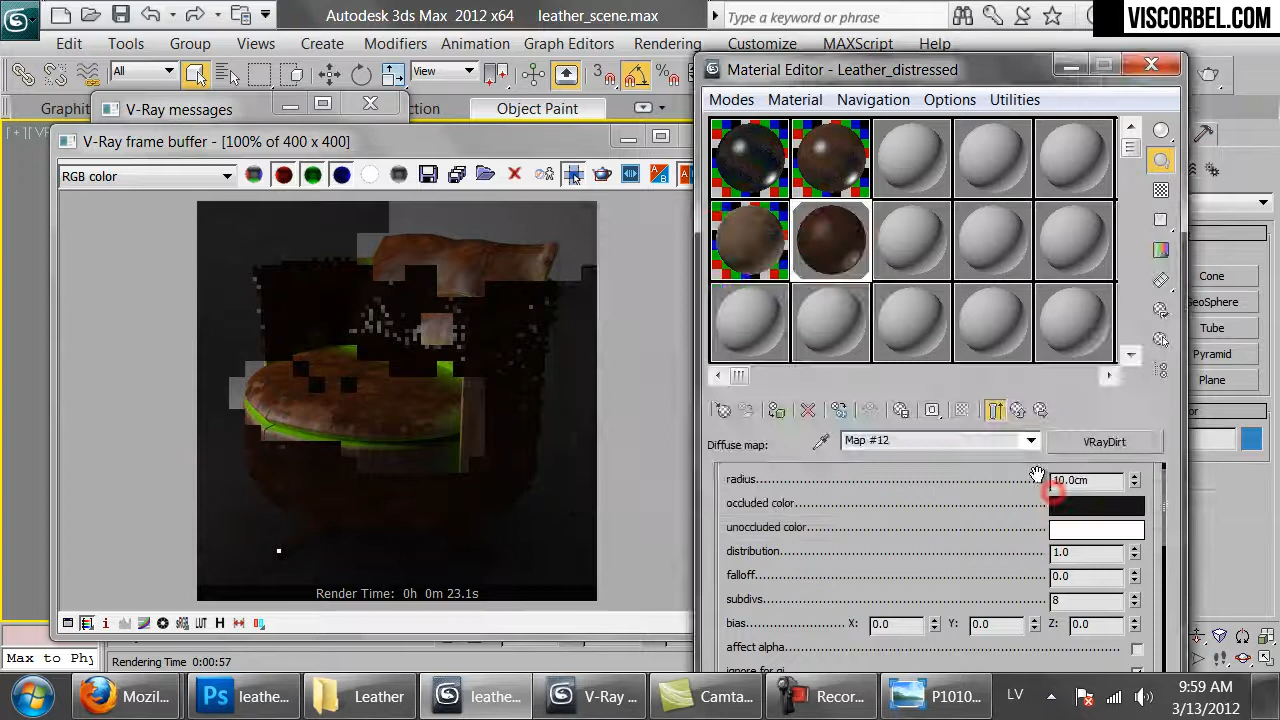 Autodesk 3ds Max 2012 x64 leather_scene.max
Type a keyword or phrase
VISCORBEL.COM
Edit Tools Group Views Create Modifiers Animation Graph Editors Rendering Customize MAXScript Help
All
View
Material Editor - Leather_distressed
Modes Material Navigation Options Utilities
Object Paint
V-Ray messages
V-Ray frame buffer - [100% of 400 x 400]
RGB color
Cone
GeoSphere
Tube
Pyramid
Plane
Diffuse map: Map #12 VRayDirt
radius 10.0cm
occluded color
unoccluded color
distribution 1.0
falloff 0.0
subdivs 8
bias X: 0.0 Y: 0.0 Z: 0.0
affect alpha
ignore for gi
Render Time: 0h 0m 23.1s
LUT H
Max to Phy
Rendering Time 0:00:57
Mozil... leathe... Leather leathe... V-Ray ... Camta... Recor... P1010... LV 9:59 AM
3/13/2012